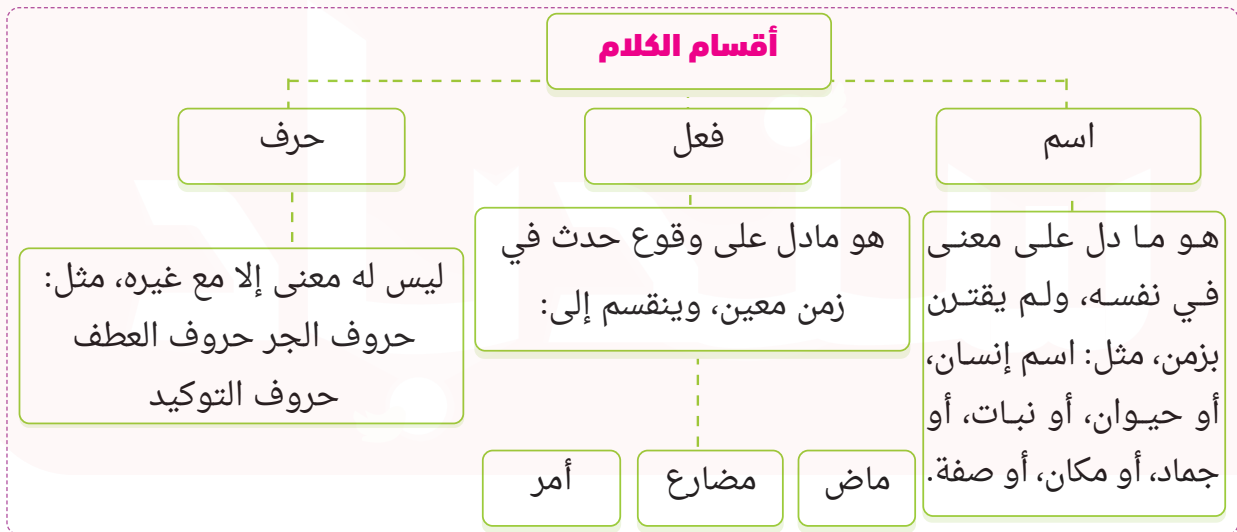 أقسام الكلام
اسم
فعل
حرف
هو ما دل على معنى
في نفسه، ولم يقترن
بزمن، مثل: اسم إنسان،
أو حيوان، أو نبات، أو
جماد، أو مكان، أو صفة.
هو مادل على وقوع حدث في
زمن معين، وينقسم إلى:
ماض
مضارع
أمر
ليس له معنى إلا مع غيره، مثل:
حروف الجر حروف العطف
حروف التوكيد